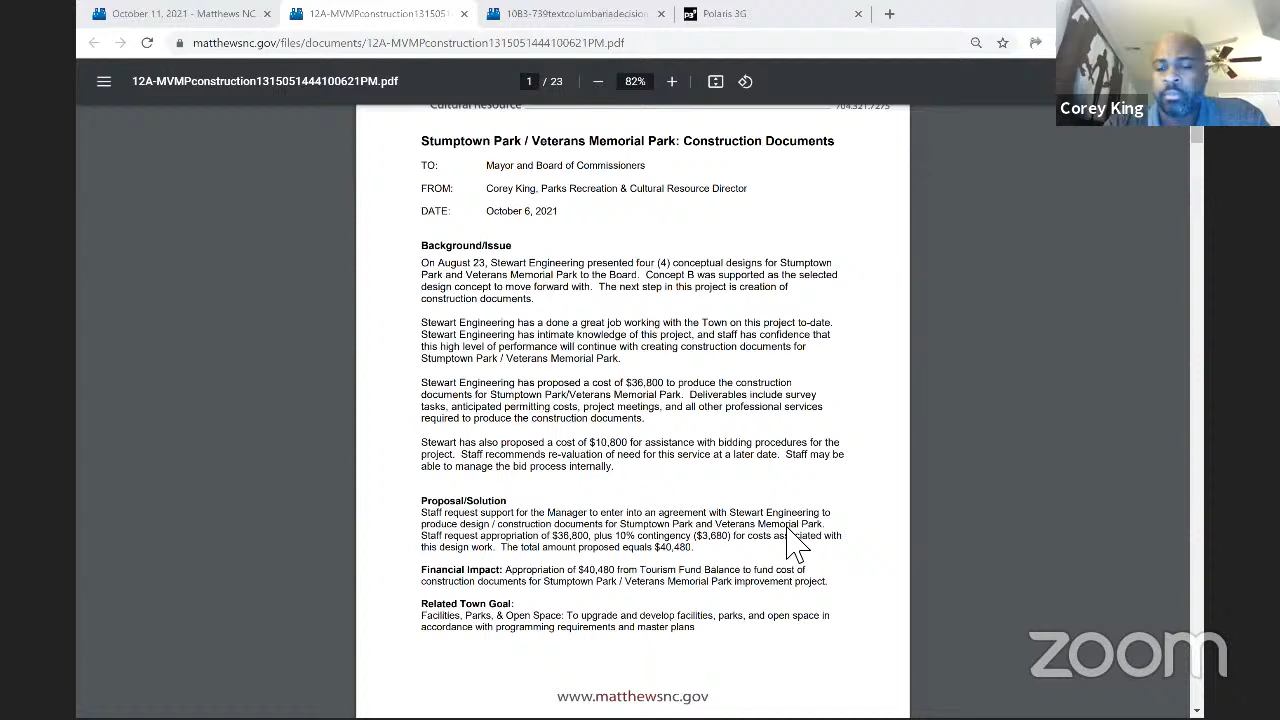 October 11, 2021 - Matthews NC
12A-MVMPconstruction1315051
10B3-739textcolumbariadecision
Polaris 3G
matthewsnc.gov/files/documents/12A-MVMPconstruction1315051444100621PM.pdf
12A-MVMPconstruction1315051444100621PM.pdf
1 / 23
82%
Corey King
Cultural Resource
704.321.7275
Stumptown Park / Veterans Memorial Park: Construction Documents
TO: Mayor and Board of Commissioners
FROM: Corey King, Parks Recreation & Cultural Resource Director
DATE: October 6, 2021
Background/Issue
On August 23, Stewart Engineering presented four (4) conceptual designs for Stumptown
Park and Veterans Memorial Park to the Board. Concept B was supported as the selected
design concept to move forward with. The next step in this project is creation of
construction documents.
Stewart Engineering has a done a great job working with the Town on this project to-date.
Stewart Engineering has intimate knowledge of this project, and staff has confidence that
this high level of performance will continue with creating construction documents for
Stumptown Park / Veterans Memorial Park.
Stewart Engineering has proposed a cost of $36,800 to produce the construction
documents for Stumptown Park/Veterans Memorial Park. Deliverables include survey
tasks, anticipated permitting costs, project meetings, and all other professional services
required to produce the construction documents.
Stewart has also proposed a cost of $10,800 for assistance with bidding procedures for the
project. Staff recommends re-valuation of need for this service at a later date. Staff may be
able to manage the bid process internally.
Proposal/Solution
Staff request support for the Manager to enter into an agreement with Stewart Engineering to
produce design / construction documents for Stumptown Park and Veterans Memorial Park.
Staff request appropriation of $36,800, plus 10% contingency ($3,680) for costs associated with
this design work. The total amount proposed equals $40,480.
Financial Impact: Appropriation of $40,480 from Tourism Fund Balance to fund cost of
construction documents for Stumptown Park / Veterans Memorial Park improvement project.
Related Town Goal:
Facilities, Parks, & Open Space: To upgrade and develop facilities, parks, and open space in
accordance with programming requirements and master plans
www.matthewsnc.gov
zoom